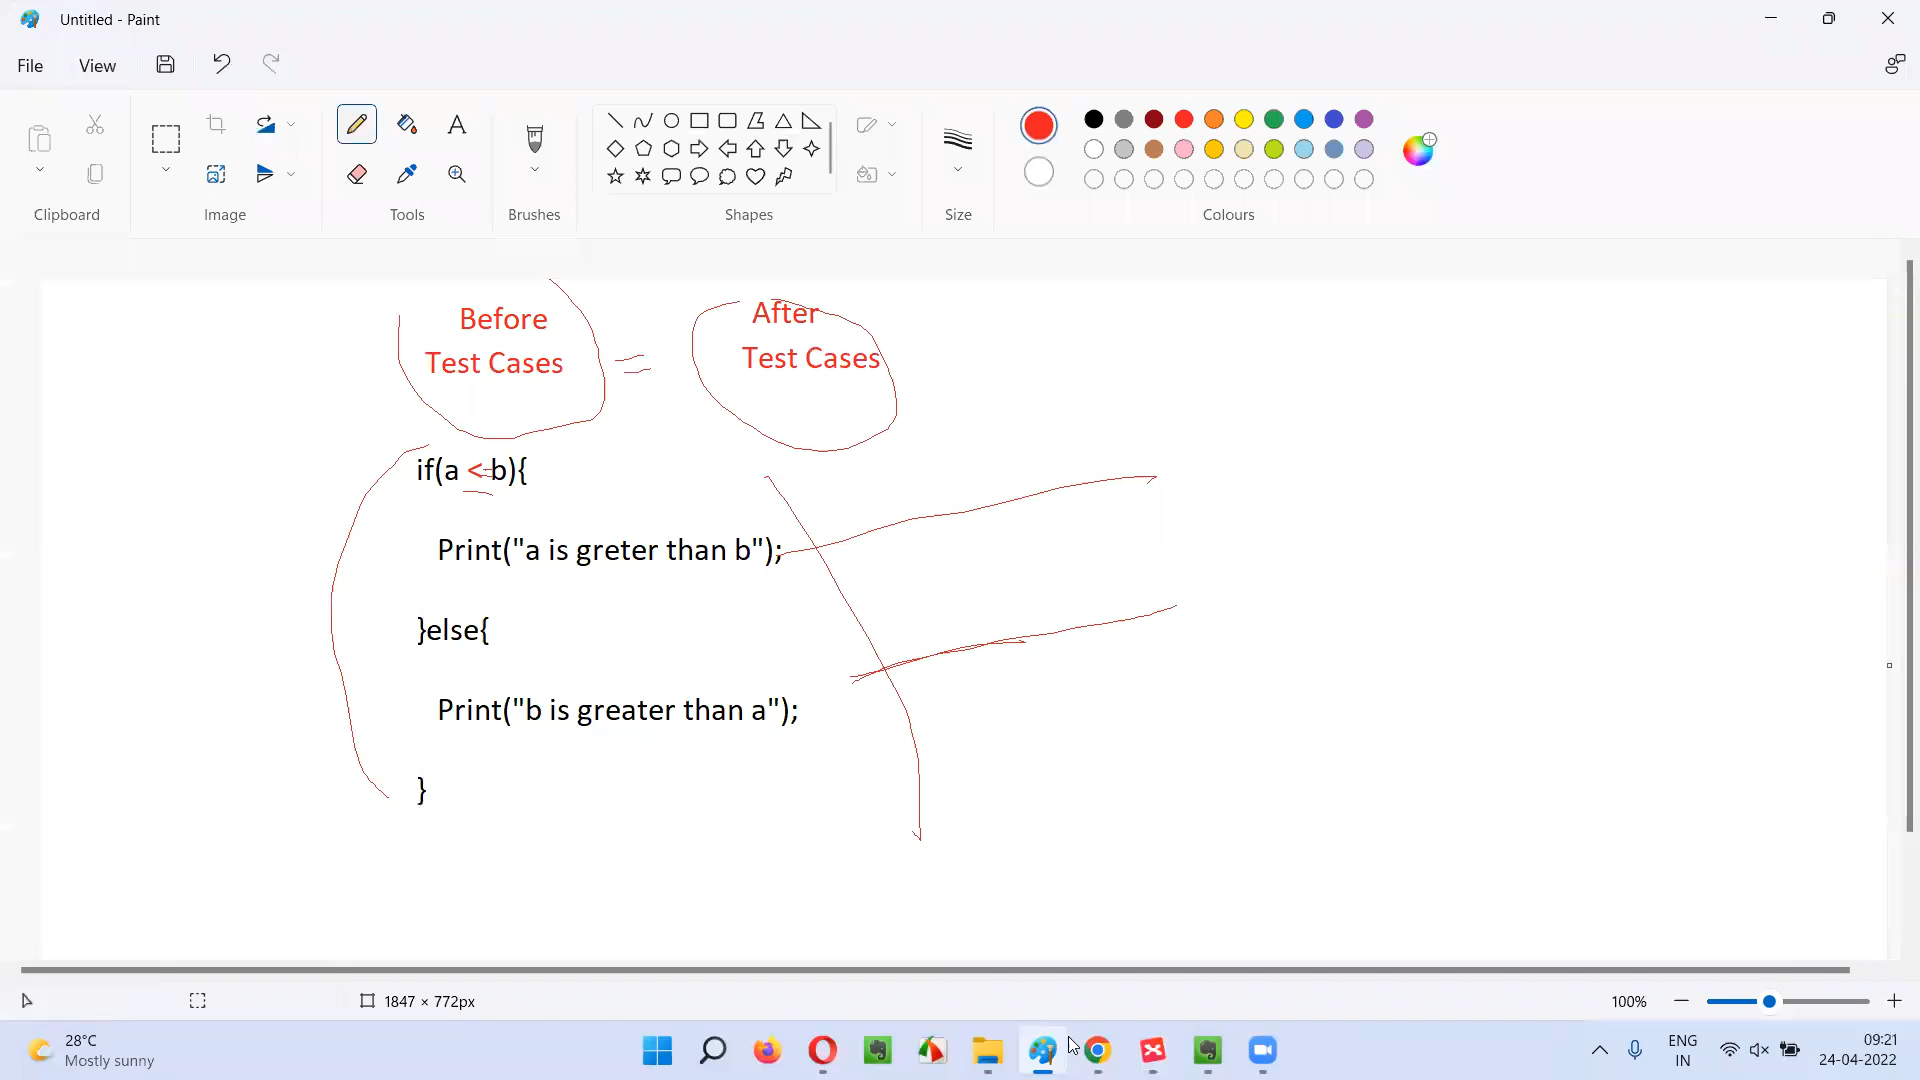 Untitled - Paint
File
View
Clipboard
Image
Tools
Brushes
Shapes
Size
Colours
Before
Test Cases
=
After
Test Cases
if(a < b){
Print("a is greter than b");
}else{
Print("b is greater than a");
}
1847 × 772px
100%
28°C
Mostly sunny
ENG
IN
09:21
24-04-2022